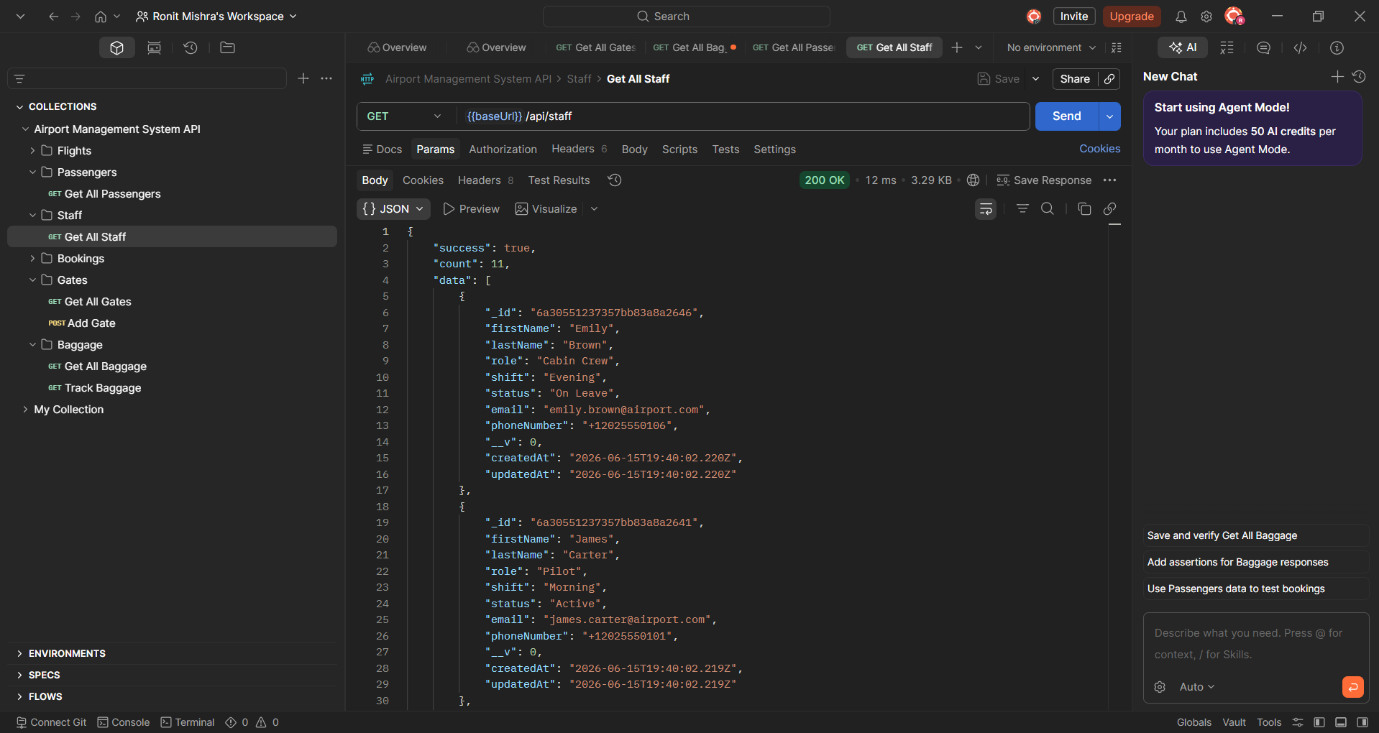 Ronit Mishra's Workspace
Search
Invite
Upgrade
Overview
Overview
GET Get All Gates
GET Get All Bag
GET Get All Passe
GET Get All Staff
No environment
AI
Airport Management System API > Staff > Get All Staff
Save
Share
New Chat
COLLECTIONS
Airport Management System API
Flights
Passengers
GET Get All Passengers
Staff
GET Get All Staff
Bookings
Gates
GET Get All Gates
POST Add Gate
Baggage
GET Get All Baggage
GET Track Baggage
My Collection
ENVIRONMENTS
SPECS
FLOWS
HTTP
GET
{{baseUrl}} /api/staff
Send
Docs Params Authorization Headers 6 Body Scripts Tests Settings
Cookies
Body Cookies Headers 8 Test Results
200 OK • 12 ms • 3.29 KB •
e.g. Save Response
{ } JSON
Preview
Visualize
1 {
2 "success": true,
3 "count": 11,
4 "data": [
5 {
6 "_id": "6a30551237357bb83a8a2646",
7 "firstName": "Emily",
8 "lastName": "Brown",
9 "role": "Cabin Crew",
10 "shift": "Evening",
11 "status": "On Leave",
12 "email": "emily.brown@airport.com",
13 "phoneNumber": "+12025550106",
14 "__v": 0,
15 "createdAt": "2026-06-15T19:40:02.220Z",
16 "updatedAt": "2026-06-15T19:40:02.220Z"
17 },
18 {
19 "_id": "6a30551237357bb83a8a2641",
20 "firstName": "James",
21 "lastName": "Carter",
22 "role": "Pilot",
23 "shift": "Morning",
24 "status": "Active",
25 "email": "james.carter@airport.com",
26 "phoneNumber": "+12025550101",
27 "__v": 0,
28 "createdAt": "2026-06-15T19:40:02.219Z",
29 "updatedAt": "2026-06-15T19:40:02.219Z"
30 },
Start using Agent Mode!
Your plan includes 50 AI credits per
month to use Agent Mode.
Save and verify Get All Baggage
Add assertions for Baggage responses
Use Passengers data to test bookings
Describe what you need. Press @ for
context, / for Skills.
Auto
Connect Git
Console
Terminal
0
0
Globals
Vault
Tools